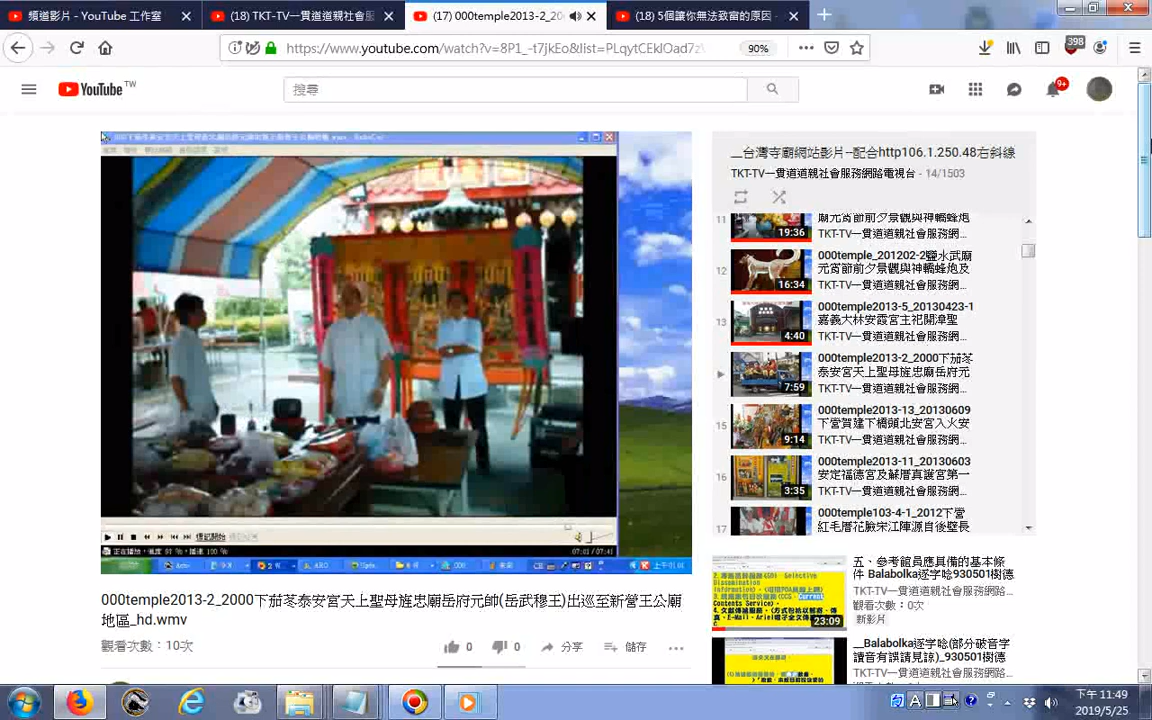 頻道影片 - YouTube 工作室
(18) TKT-TV一貫道道親社會服
(17) 000temple2013-2_20
(18) 5個讓你無法致富的原因 -
https://www.youtube.com/watch?v=8P1_-t7jkEo&list=PLqytCEklOad7z
90%
398
YouTube TW
搜尋
9+
__台灣寺廟網站影片--配合http106.1.250.48右斜線
TKT-TV一貫道道親社會服務網路電視台 - 14/1503
11
廟元宵節前夕景觀與神轎蜂炮
TKT-TV一貫道道親社會服務網...
19:36
12
000temple_201202-2鹽水武廟
元宵節前夕景觀與神轎蜂炮及
TKT-TV一貫道道親社會服務網...
16:34
13
000temple2013-5_20130423-1
嘉義大林安霞宮主祀開漳聖
TKT-TV一貫道道親社會服務網...
4:40
000temple2013-2_2000下茄苳
泰安宮天上聖母旌忠廟岳府元
TKT-TV一貫道道親社會服務網...
7:59
15
000temple2013-13_20130609
下營賀建下橋頭北安宮入火安
TKT-TV一貫道道親社會服務網...
9:14
16
000temple2013-11_20130603
安定福德宮及蘇厝真護宮第一
TKT-TV一貫道道親社會服務網...
3:35
17
000temple103-4-1_2012下營
紅毛厝花臉宋江陣源自後壁長
07:01 / 07:41
上午 01:01
000temple2013-2_2000下茄苳泰安宮天上聖母旌忠廟岳府元帥(岳武穆王)出巡至新營王公廟
地區_hd.wmv
觀看次數：10次
0
0
分享
儲存
五、參考館員應具備的基本條
件 Balabolka逐字唸930501樹德
觀看次數：0次
新影片
23:09
__Balabolka逐字唸(部分破音字
讀音有誤請見諒)_930501樹德
TKT-TV一貫道道親社會服務網...
下午 11:49
2019/5/25